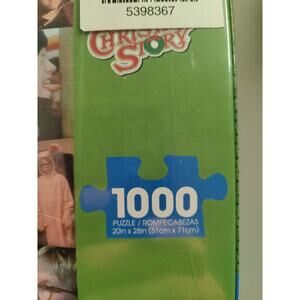 5398367
CHRISTMAS
STORY
1000
PUZZLE / ROMPECABEZAS
20in x 28in (51cm x 71cm)